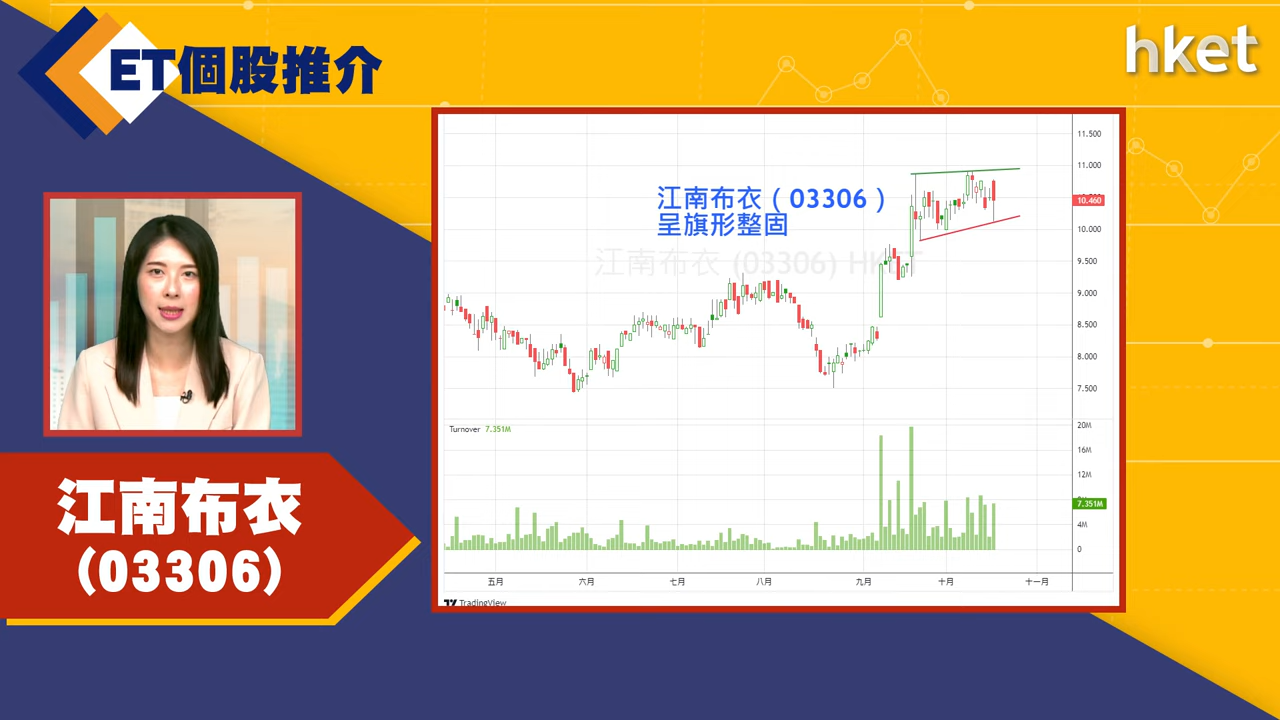 ET個股推介
hket
江南布衣
(03306)
江南布衣 ( 03306 )
呈旗形整固
江南布衣 (03306) HKET
11.500
11.000
10.460
10.000
9.500
9.000
8.500
8.000
7.500
Turnover 7.351M
20M
16M
12M
7.351M
4M
0
五月 六月 七月 八月 九月 十月 十一月
TradingView